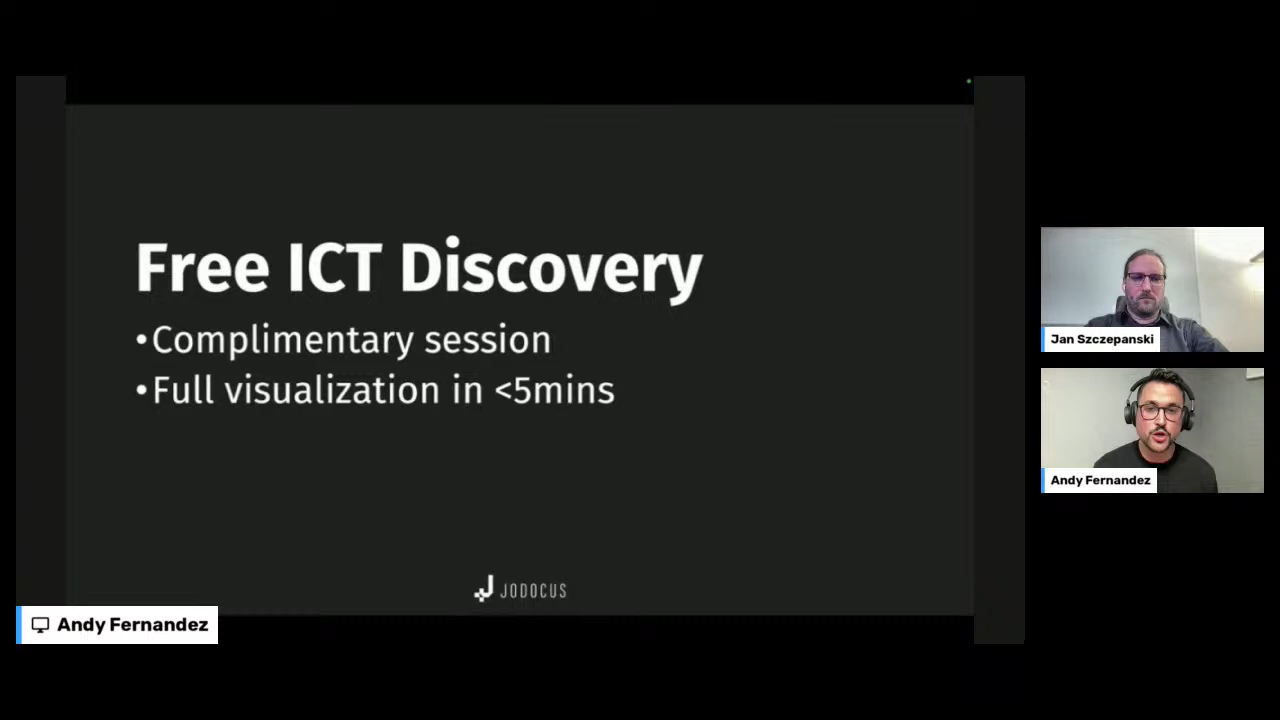 Free ICT Discovery
•Complimentary session
•Full visualization in <5mins
JODOCUS
Andy Fernandez
Jan Szczepanski
Andy Fernandez